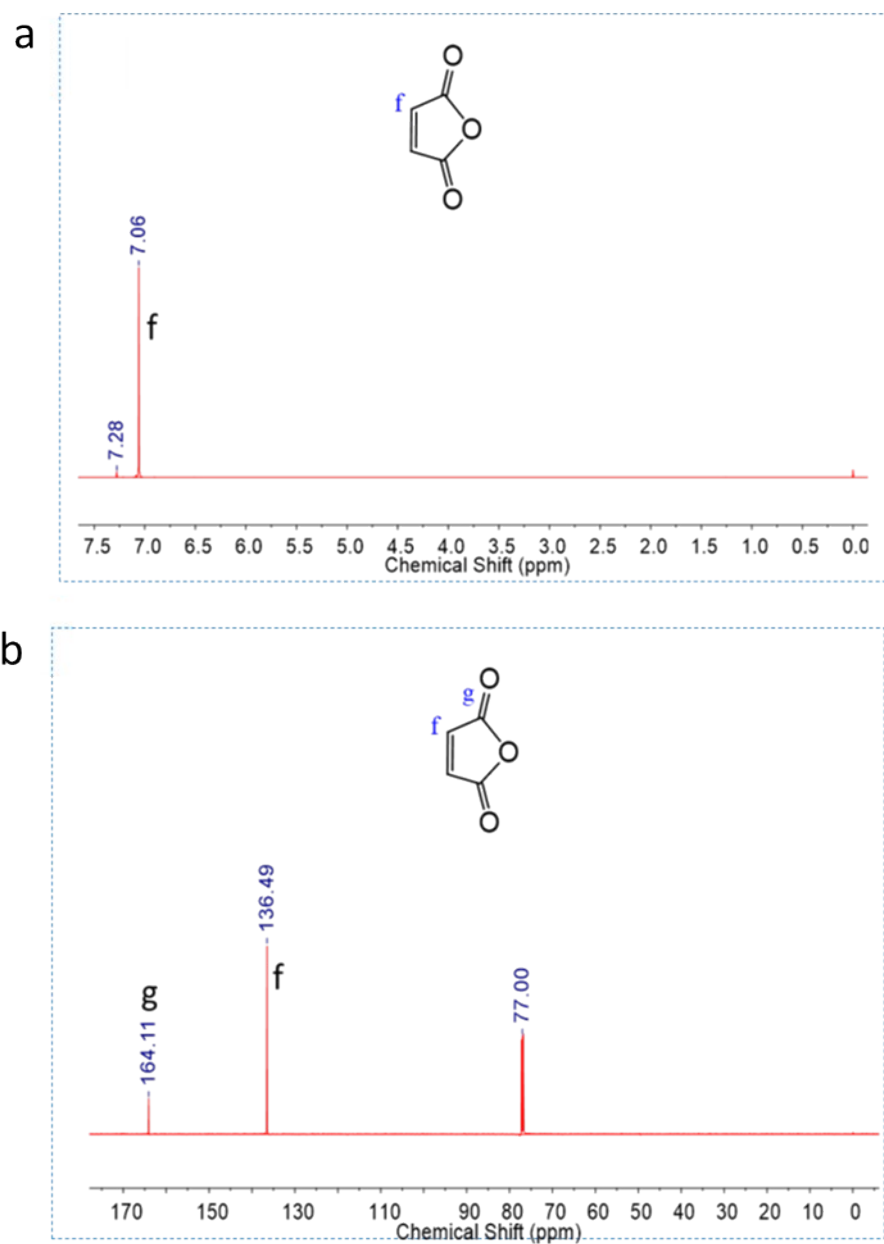 a
O
f
O
O
7.06
f
7.28
7.5 7.0 6.5 6.0 5.5 5.0 4.5 4.0 3.5 3.0 2.5 2.0 1.5 1.0 0.5 0.0
Chemical Shift (ppm)
b
O
g
f
O
O
136.49
f
77.00
g
164.11
170 150 130 110 90 80 70 60 50 40 30 20 10 0
Chemical Shift (ppm)